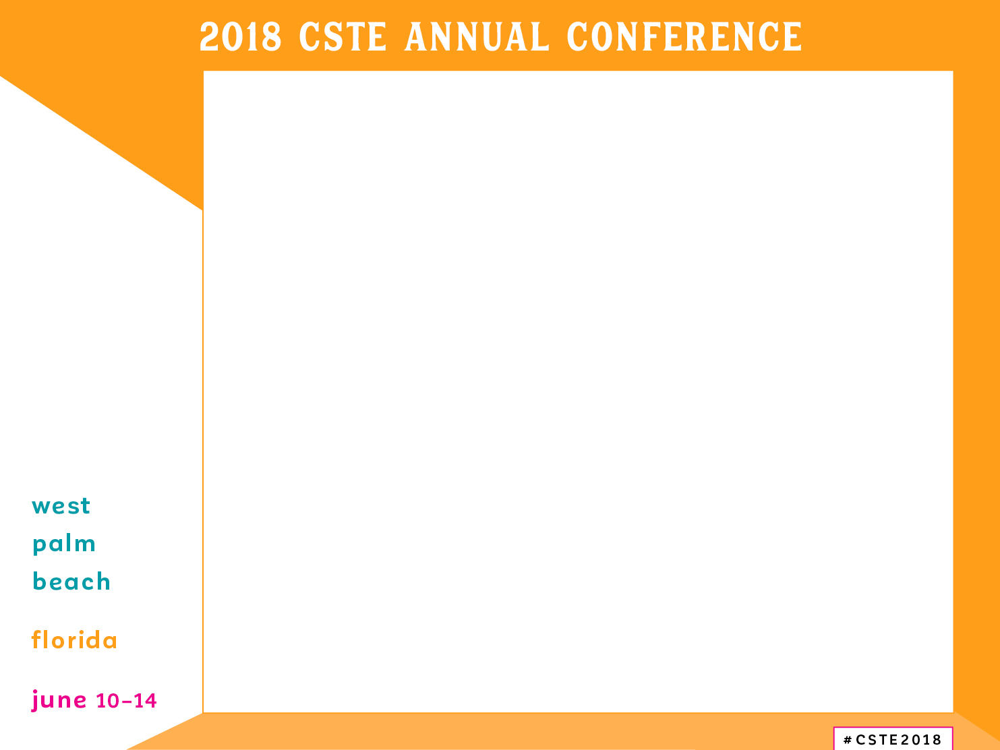 2018 CSTE ANNUAL CONFERENCE
west
palm
beach
florida
june 10–14
#CSTE2018